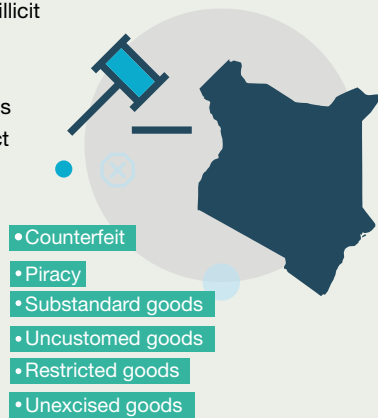 illicit
• Counterfeit
• Piracy
• Substandard goods
• Uncustomed goods
• Restricted goods
• Unexcised goods